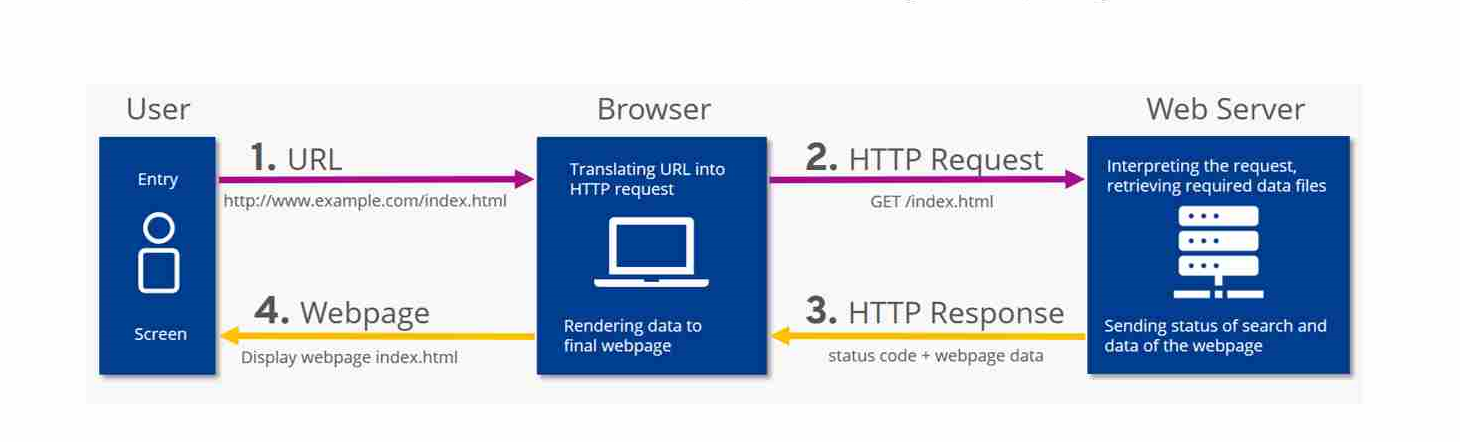 User
Browser
Web Server
Entry
Screen
1. URL
http://www.example.com/index.html
Translating URL into
HTTP request
2. HTTP Request
GET /index.html
Interpreting the request,
retrieving required data files
4. Webpage
Display webpage index.html
Rendering data to
final webpage
3. HTTP Response
status code + webpage data
Sending status of search and
data of the webpage